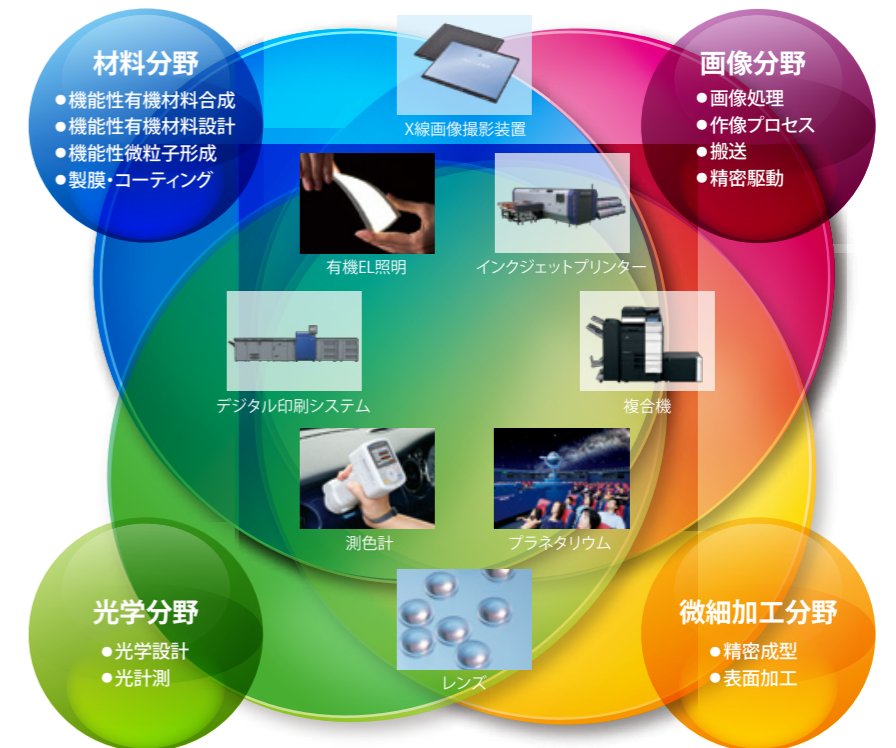 材料分野
●機能性有機材料合成
●機能性有機材料設計
●機能性微粒子形成
●製膜・コーティング
画像分野
●画像処理
●作像プロセス
●搬送
●精密駆動
X線画像撮影装置
有機EL照明
インクジェットプリンター
デジタル印刷システム
複合機
測色計
プラネタリウム
レンズ
光学分野
●光学設計
●光計測
微細加工分野
●精密成型
●表面加工